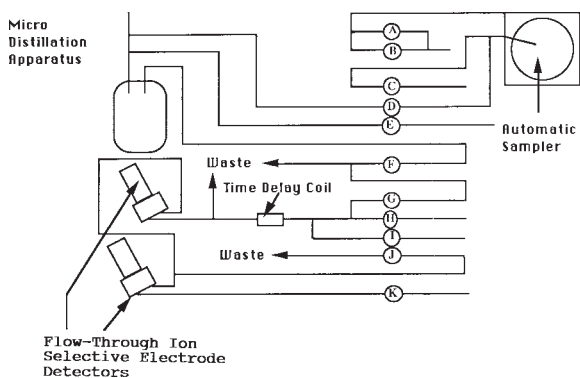 Micro
Distillation
Apparatus
A
B
C
D
E
Automatic
Sampler
Waste
F
Time Delay Coil
G
H
I
Waste
J
K
Flow-Through Ion
Selective Electrode
Detectors